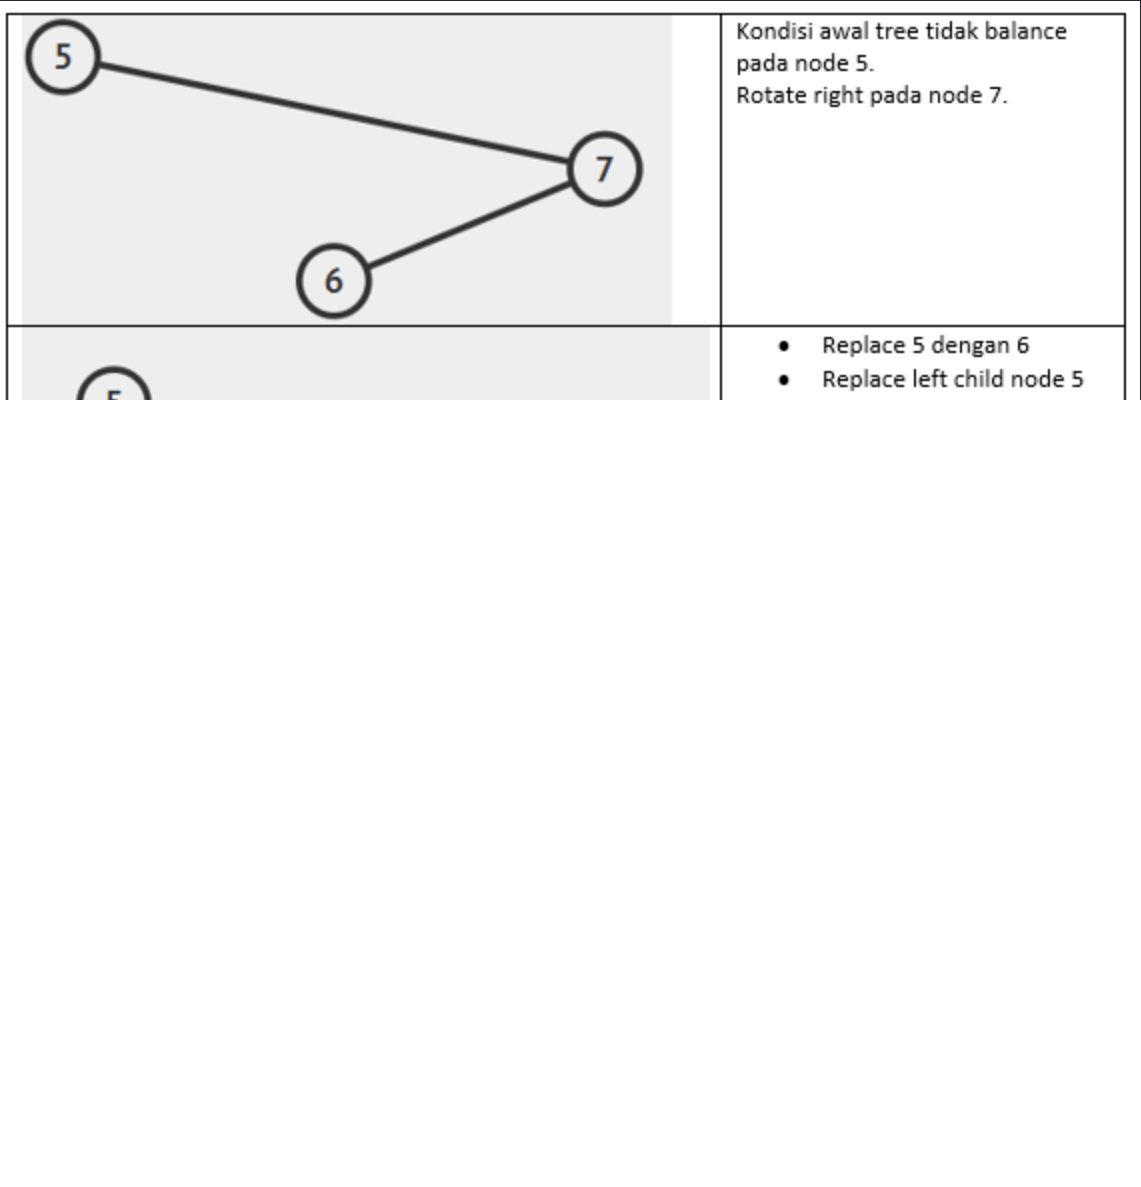 5
7
6
Kondisi awal tree tidak balance
pada node 5.
Rotate right pada node 7.
• Replace 5 dengan 6
• Replace left child node 5